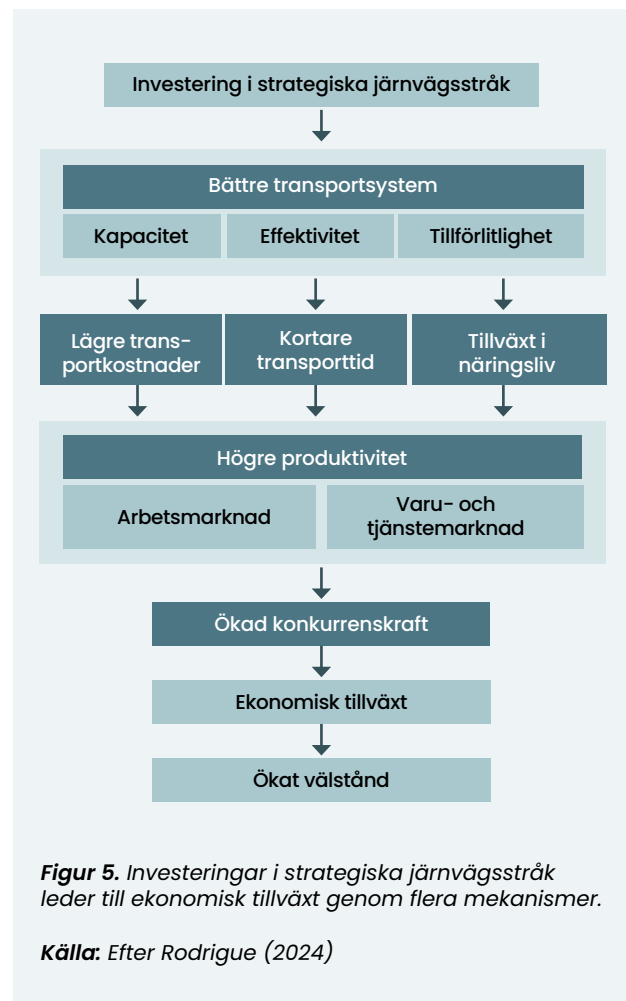 Investering i strategiska järnvägsstråk
Bättre transportsystem
Kapacitet
Effektivitet
Tillförlitlighet
Lägre trans-
portkostnader
Kortare
transporttid
Tillväxt i
näringsliv
Högre produktivitet
Arbetsmarknad
Varu- och
tjänstemarknad
Ökad konkurrenskraft
Ekonomisk tillväxt
Ökat välstånd
Figur 5. Investeringar i strategiska järnvägsstråk
leder till ekonomisk tillväxt genom flera mekanismer.
Källa: Efter Rodrigue (2024)